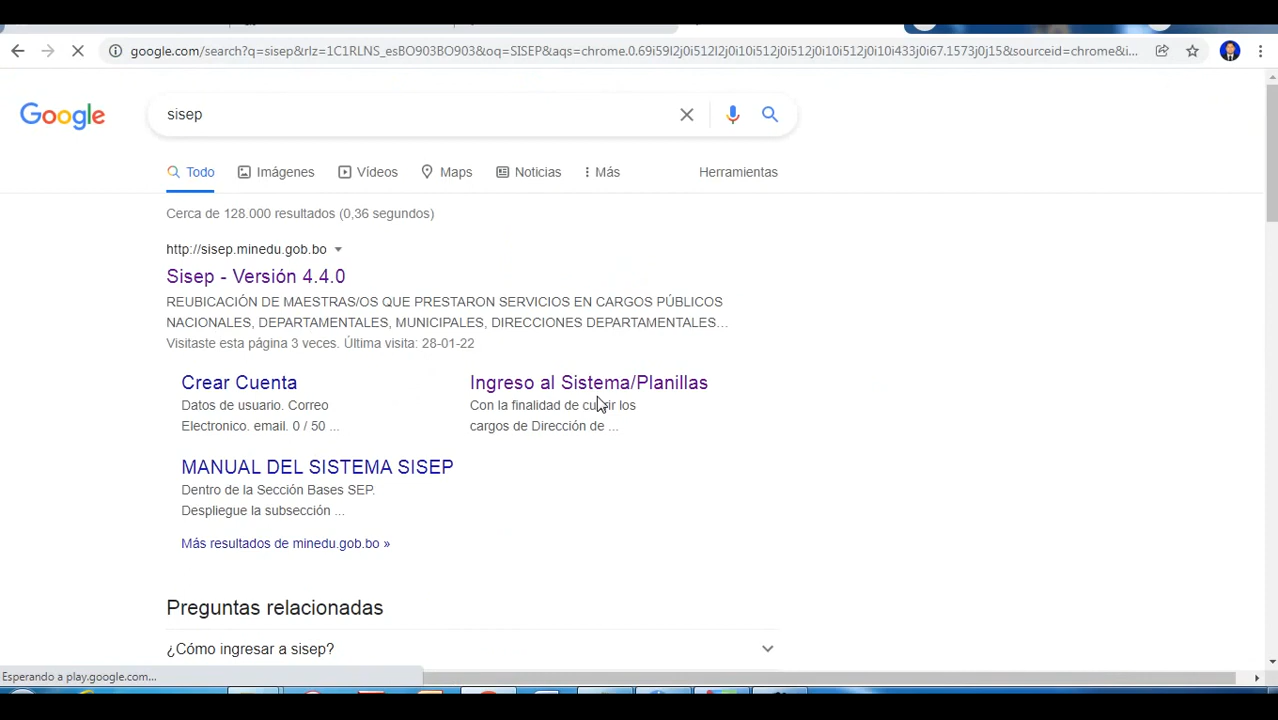 google.com/search?q=sisep&rlz=1C1RLNS_esBO903BO903&oq=SISEP&aqs=chrome.0.69i59l2j0i512l2j0i10i512j0i512j0i10i512j0i10i433j0i67.1573j0j15&sourceid=chrome&i...
Google
sisep
Todo Imágenes Vídeos Maps Noticias Más Herramientas
Cerca de 128.000 resultados (0,36 segundos)
http://sisep.minedu.gob.bo
Sisep - Versión 4.4.0
REUBICACIÓN DE MAESTRAS/OS QUE PRESTARON SERVICIOS EN CARGOS PÚBLICOS
NACIONALES, DEPARTAMENTALES, MUNICIPALES, DIRECCIONES DEPARTAMENTALES...
Visitaste esta página 3 veces. Última visita: 28-01-22
Crear Cuenta
Datos de usuario. Correo
Electronico. email. 0 / 50 ...
Ingreso al Sistema/Planillas
Con la finalidad de cubrir los
cargos de Dirección de ...
MANUAL DEL SISTEMA SISEP
Dentro de la Sección Bases SEP.
Despliegue la subsección ...
Más resultados de minedu.gob.bo »
Preguntas relacionadas
¿Cómo ingresar a sisep?
Esperando a play.google.com...